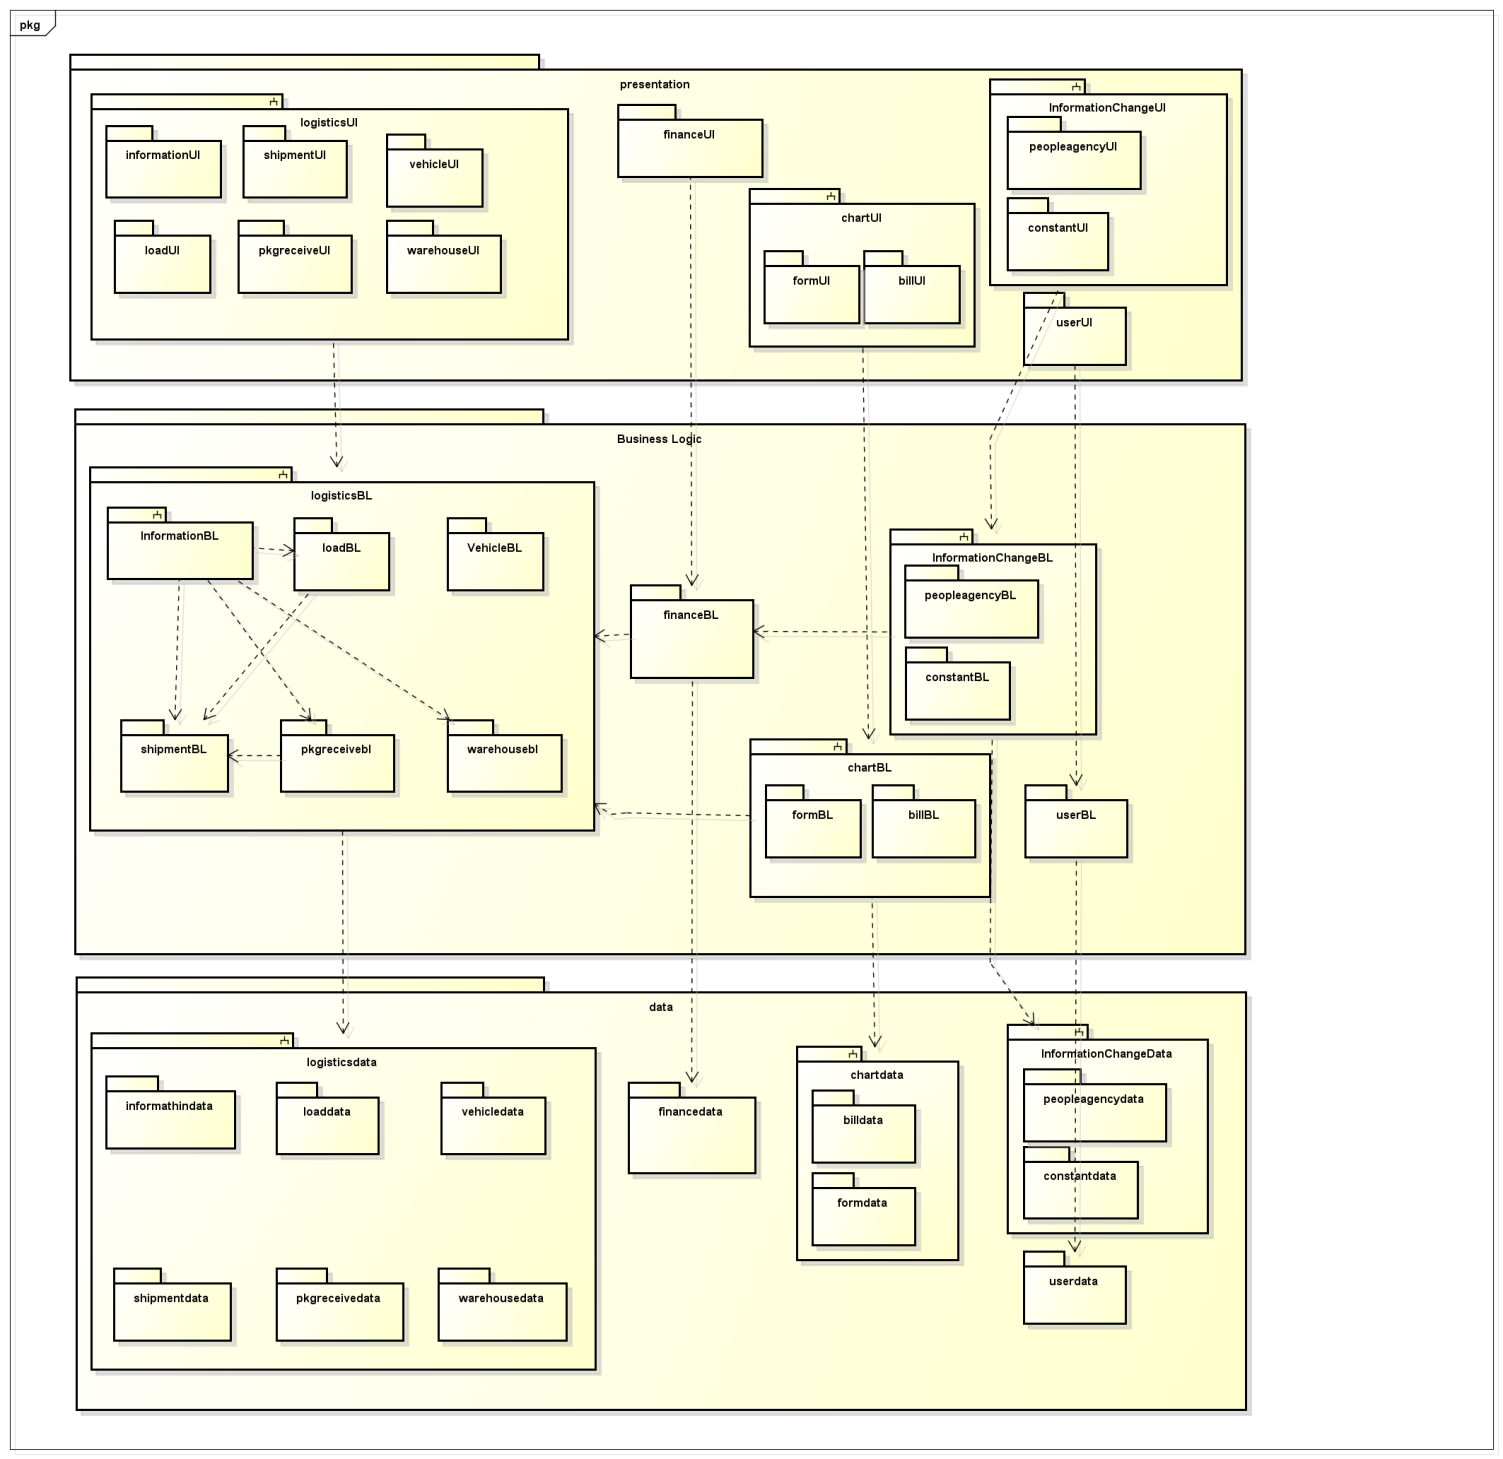 pkg
presentation
logisticsUI
informationUI
shipmentUI
vehicleUI
loadUI
pkgreceiveUI
warehouseUI
financeUI
chartUI
formUI
billUI
InformationChangeUI
peopleagencyUI
constantUI
userUI
Business Logic
logisticsBL
InformationBL
loadBL
VehicleBL
shipmentBL
pkgreceivebl
warehousebl
financeBL
InformationChangeBL
peopleagencyBL
constantBL
chartBL
formBL
billBL
userBL
data
logisticsdata
informathindata
loaddata
vehicledata
shipmentdata
pkgreceivedata
warehousedata
financedata
chartdata
billdata
formdata
InformationChangeData
peopleagencydata
constantdata
userdata